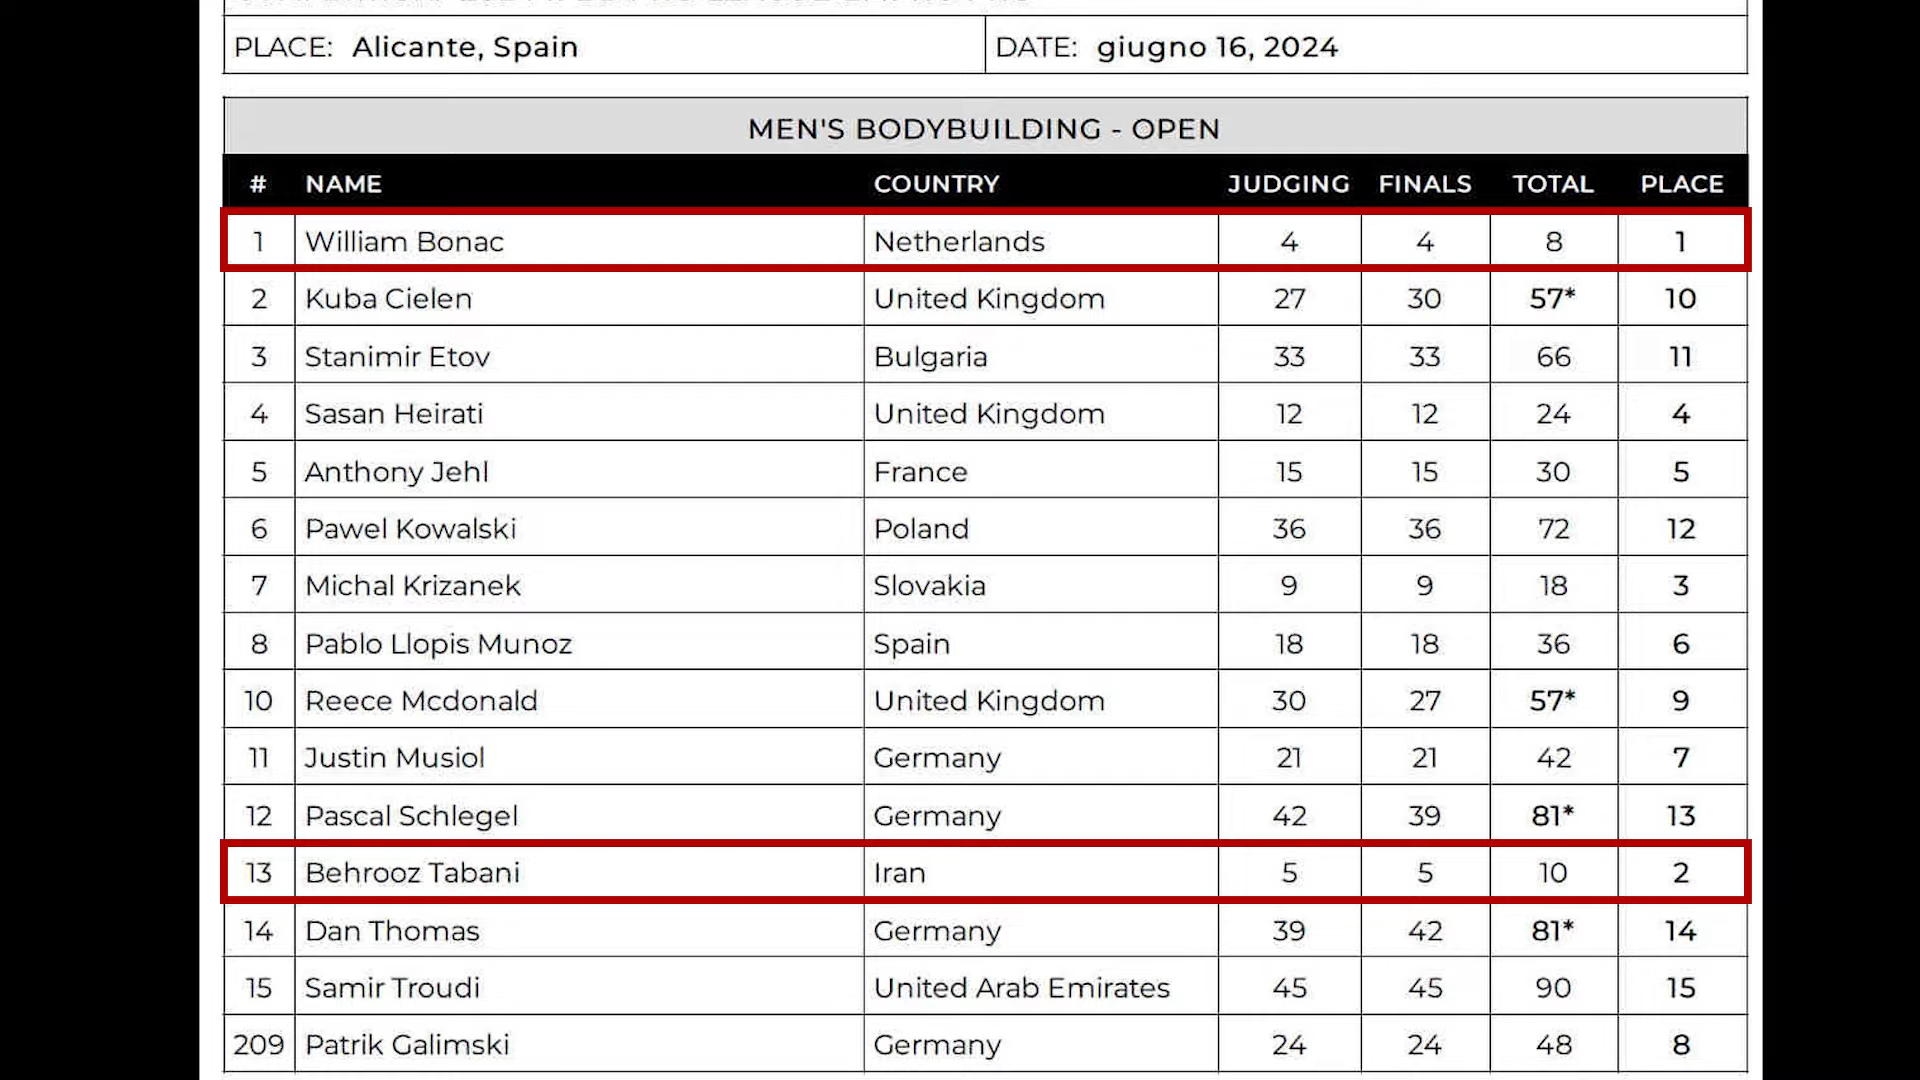 PLACE: Alicante, Spain DATE: giugno 16, 2024
MEN'S BODYBUILDING - OPEN
# NAME COUNTRY JUDGING FINALS TOTAL PLACE
1 William Bonac Netherlands 4 4 8 1
2 Kuba Cielen United Kingdom 27 30 57* 10
3 Stanimir Etov Bulgaria 33 33 66 11
4 Sasan Heirati United Kingdom 12 12 24 4
5 Anthony Jehl France 15 15 30 5
6 Pawel Kowalski Poland 36 36 72 12
7 Michal Krizanek Slovakia 9 9 18 3
8 Pablo Llopis Munoz Spain 18 18 36 6
10 Reece Mcdonald United Kingdom 30 27 57* 9
11 Justin Musiol Germany 21 21 42 7
12 Pascal Schlegel Germany 42 39 81* 13
13 Behrooz Tabani Iran 5 5 10 2
14 Dan Thomas Germany 39 42 81* 14
15 Samir Troudi United Arab Emirates 45 45 90 15
209 Patrik Galimski Germany 24 24 48 8